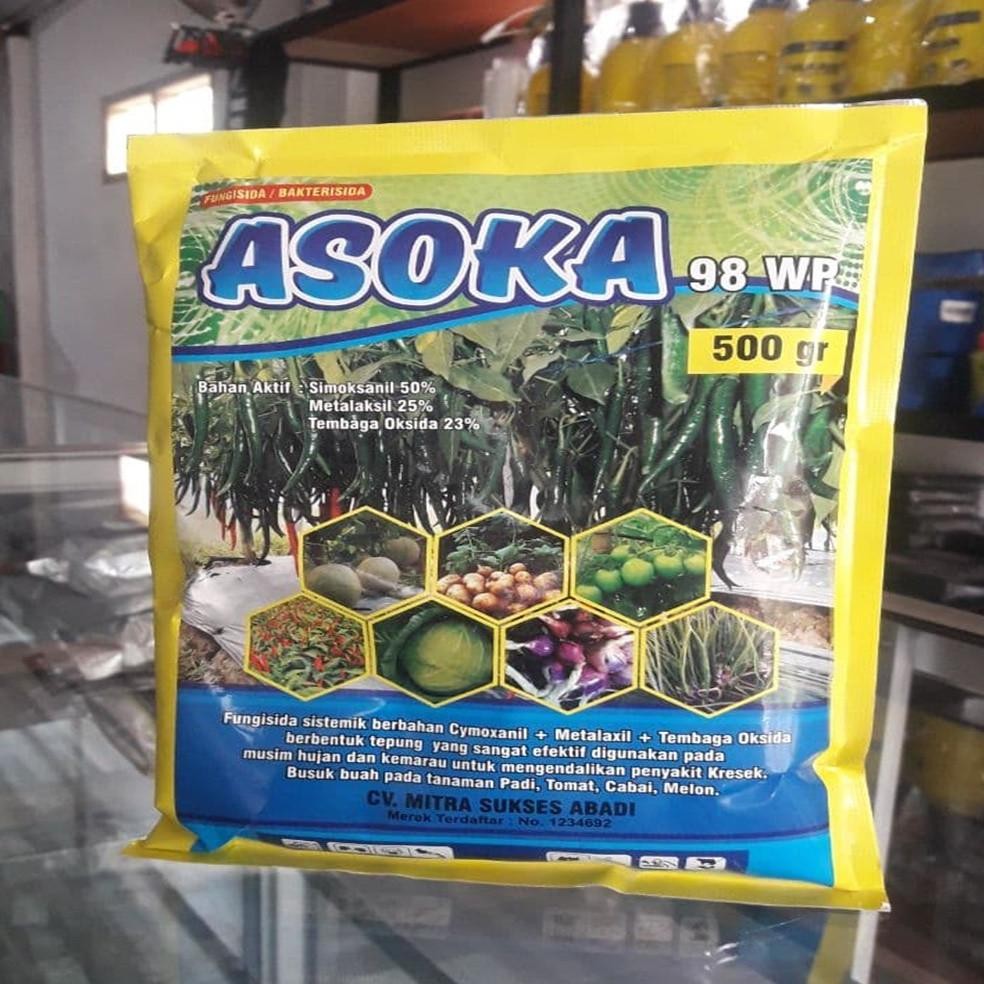 FUNGISIDA / BAKTERISIDA
ASOKA 98 WP
500 gr
Bahan Aktif : Simoksanil 50%
Metalaksil 25%
Tembaga Oksida 23%
Fungisida sistemik berbahan Cymoxanil + Metalaxil + Tembaga Oksida
berbentuk tepung yang sangat efektif digunakan pada
musim hujan dan kemarau untuk mengendalikan penyakit Kresek.
Busuk buah pada tanaman Padi, Tomat, Cabai, Melon.
CV. MITRA SUKSES ABADI
Merek Terdaftar : No. 1234692